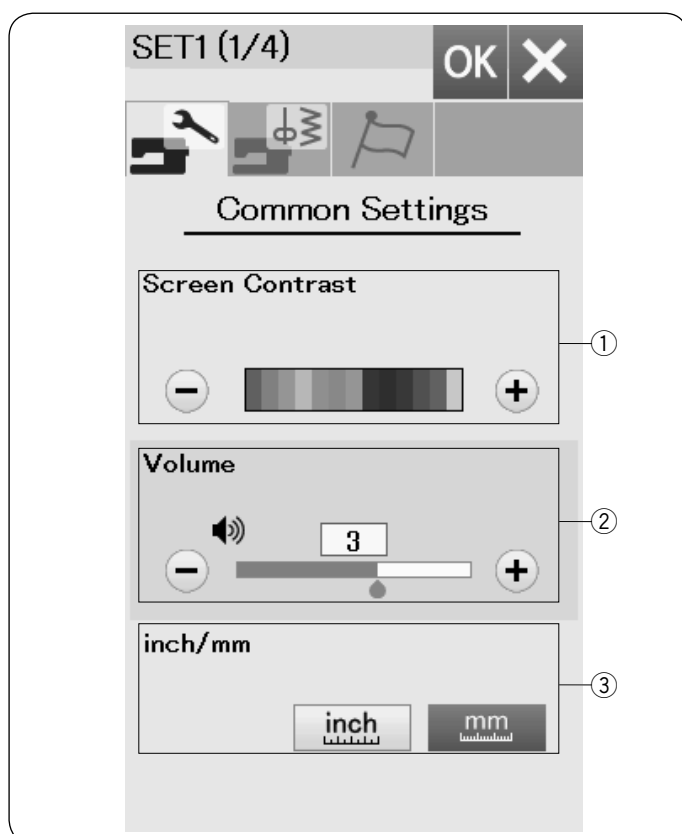 SET1 (1/4)
OK
Common Settings
Screen Contrast
①
Volume
3
②
inch/mm
③
inch
mm